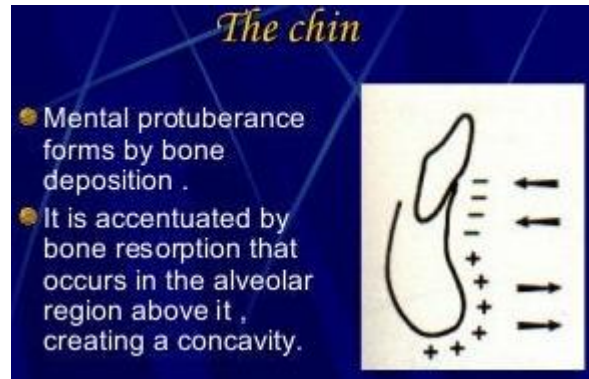 The chin
Mental protuberance
forms by bone
deposition .
It is accentuated by
bone resorption that
occurs in the alveolar
region above it ,
creating a concavity.
−
−
−
−
+
+
+
+
+ +